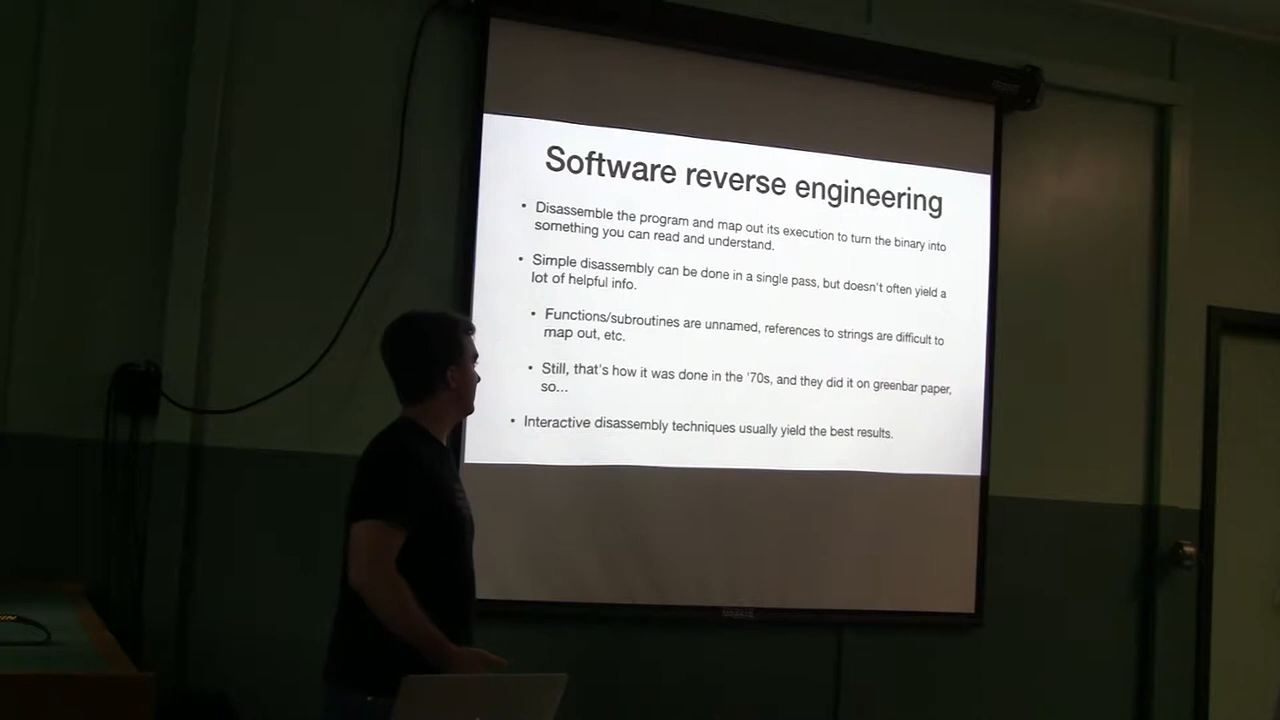 Software reverse engineering
• Disassemble the program and map out its execution to turn the binary into
something you can read and understand.
• Simple disassembly can be done in a single pass, but doesn't often yield a
lot of helpful info.
• Functions/subroutines are unnamed, references to strings are difficult to
map out, etc.
• Still, that's how it was done in the '70s, and they did it on greenbar paper,
so...
• Interactive disassembly techniques usually yield the best results.